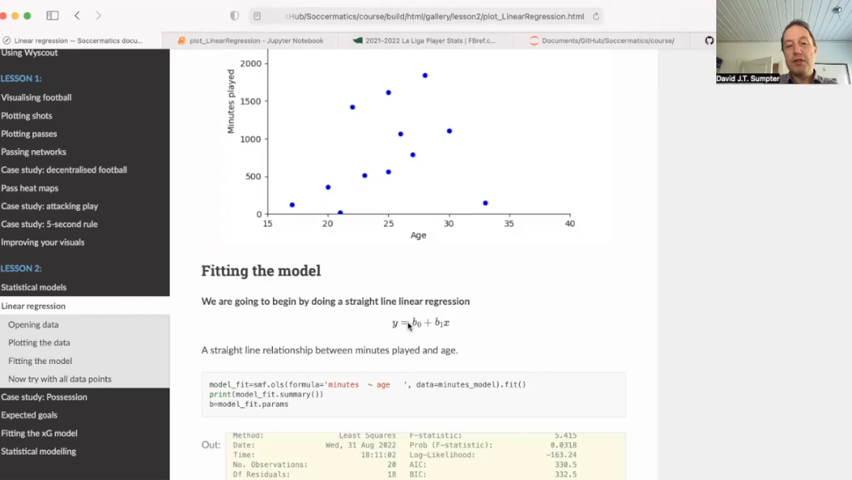 Hub/Soccermatics/course/build/html/gallery/lesson2/plot_LinearRegression.html
Linear regression — Soccermatics docu...
plot_LinearRegression - Jupyter Notebook
2021-2022 La Liga Player Stats | FBref.c...
Documents/GitHub/Soccermatics/course/
David J.T. Sumpter
Using Wyscout
LESSON 1:
Visualising football
Plotting shots
Plotting passes
Passing networks
Case study: decentralised football
Pass heat maps
Case study: attacking play
Case study: 5-second rule
Improving your visuals
LESSON 2:
Statistical models
Linear regression
Opening data
Plotting the data
Fitting the model
Now try with all data points
Case study: Possession
Expected goals
Fitting the xG model
Statistical modelling
Minutes played
2000
1500
1000
500
0
15 20 25 30 35 40
Age
Fitting the model
We are going to begin by doing a straight line linear regression
y = b₀ + b₁x
A straight line relationship between minutes played and age.
model_fit=smf.ols(formula='minutes ~ age ', data=minutes_model).fit()
print(model_fit.summary())
b=model_fit.params
Out:
Method: Least Squares F-statistic: 5.415
Date: Wed, 31 Aug 2022 Prob (F-statistic): 0.0318
Time: 18:11:02 Log-Likelihood: -163.24
No. Observations: 20 AIC: 330.5
Df Residuals: 18 BIC: 332.5